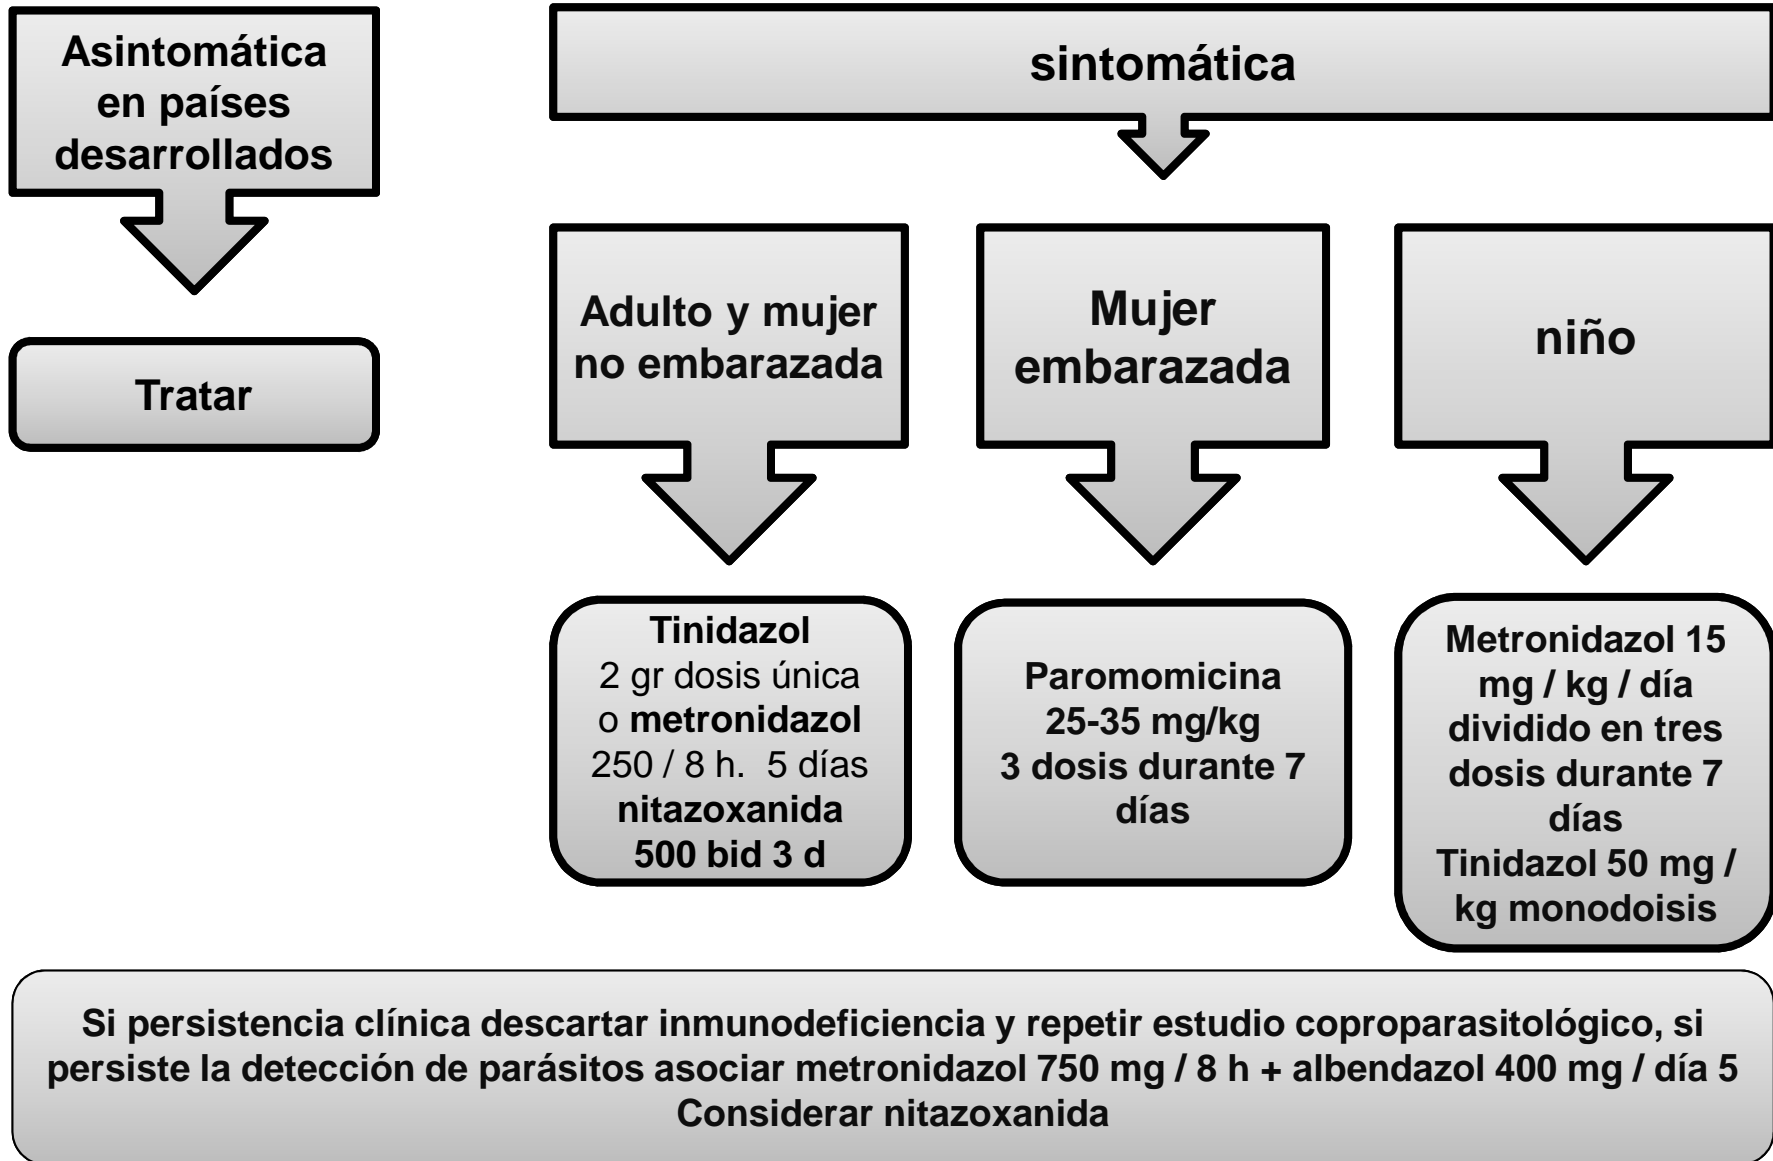 Asintomática
en países
desarrollados
Tratar
sintomática
Adulto y mujer
no embarazada
Tinidazol
2 gr dosis única
o metronidazol
250 / 8 h. 5 días
nitazoxanida
500 bid 3 d
Mujer
embarazada
Paromomicina
25-35 mg/kg
3 dosis durante 7
días
niño
Metronidazol 15
mg / kg / día
dividido en tres
dosis durante 7
días
Tinidazol 50 mg /
kg monodoisis
Si persistencia clínica descartar inmunodeficiencia y repetir estudio coproparasitológico, si
persiste la detección de parásitos asociar metronidazol 750 mg / 8 h + albendazol 400 mg / día 5
Considerar nitazoxanida